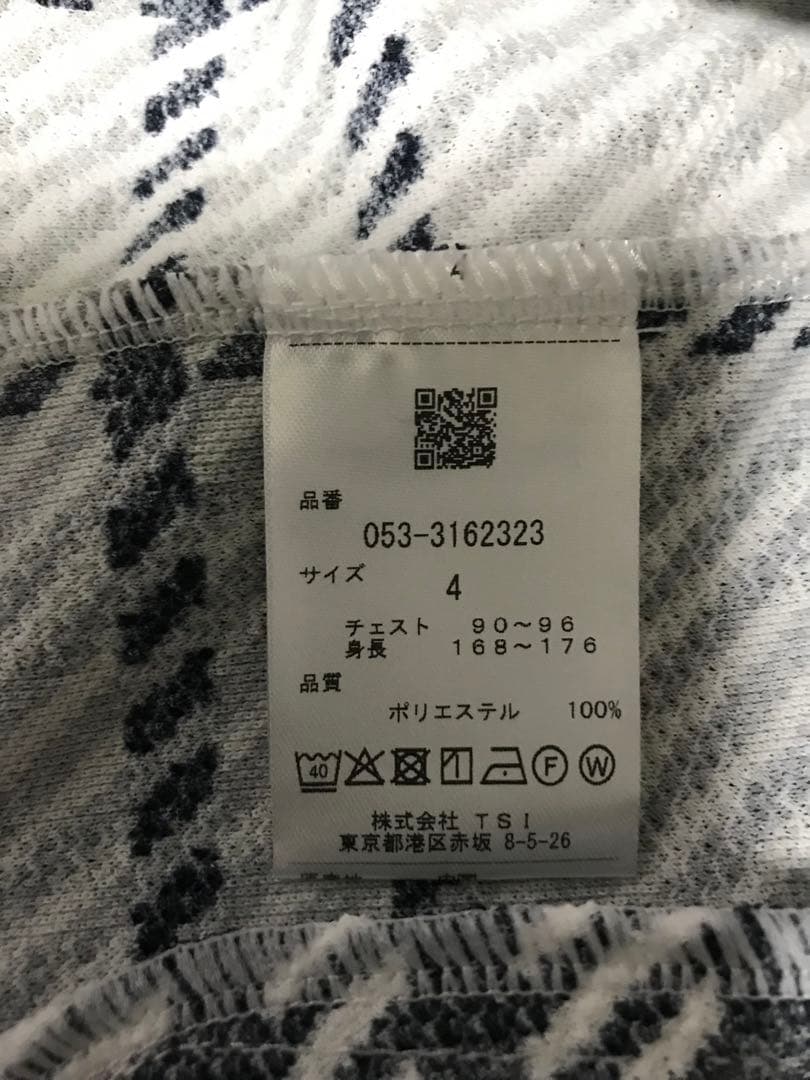 品番
053-3162323
サイズ
4
チェスト 90～96
身長 168～176
品質
ポリエステル 100%
40
F W
株式会社 TSI
東京都港区赤坂 8-5-26